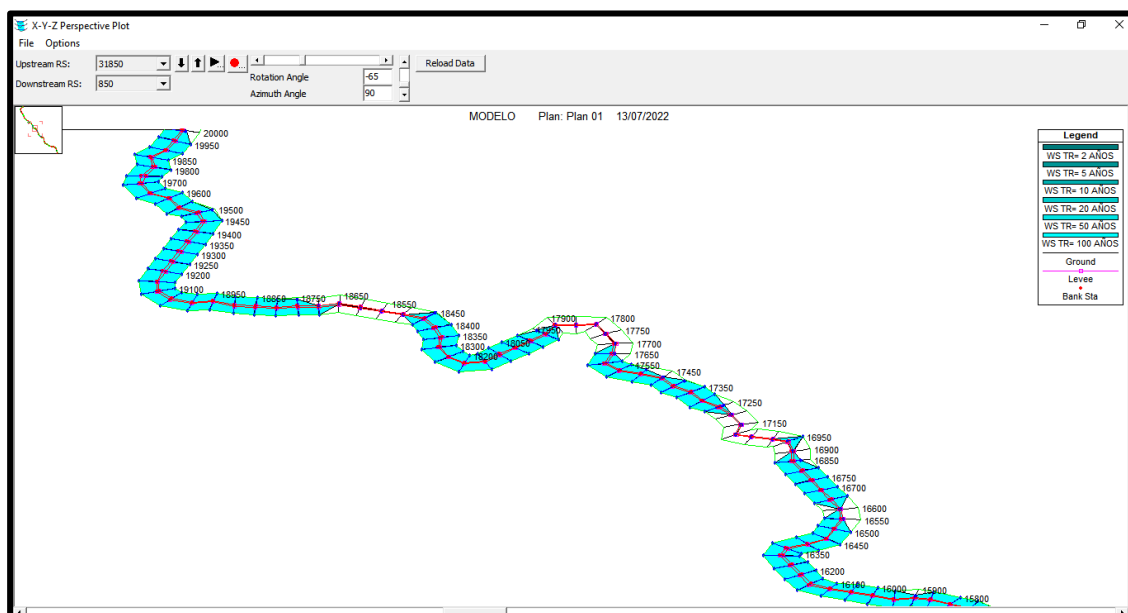 X-Y-Z Perspective Plot
File Options
Upstream RS: 31850
Downstream RS: 850
Rotation Angle -65
Azimuth Angle 90
Reload Data
MODELO Plan: Plan 01 13/07/2022
Legend
WS TR= 2 AÑOS
WS TR= 5 AÑOS
WS TR= 10 AÑOS
WS TR= 20 AÑOS
WS TR= 50 AÑOS
WS TR= 100 AÑOS
Ground
Levee
Bank Sta
20000
19950
19850
19800
19700
19600
19500
19450
19400
19350
19300
19250
19200
19100
18950
18850
18750
18650
18550
18450
18400
18350
18300
18200
18050
17950
17900
17800
17750
17700
17650
17550
17450
17350
17250
17150
16950
16900
16850
16750
16700
16600
16550
16500
16450
16350
16200
16100
16000
15900
15800